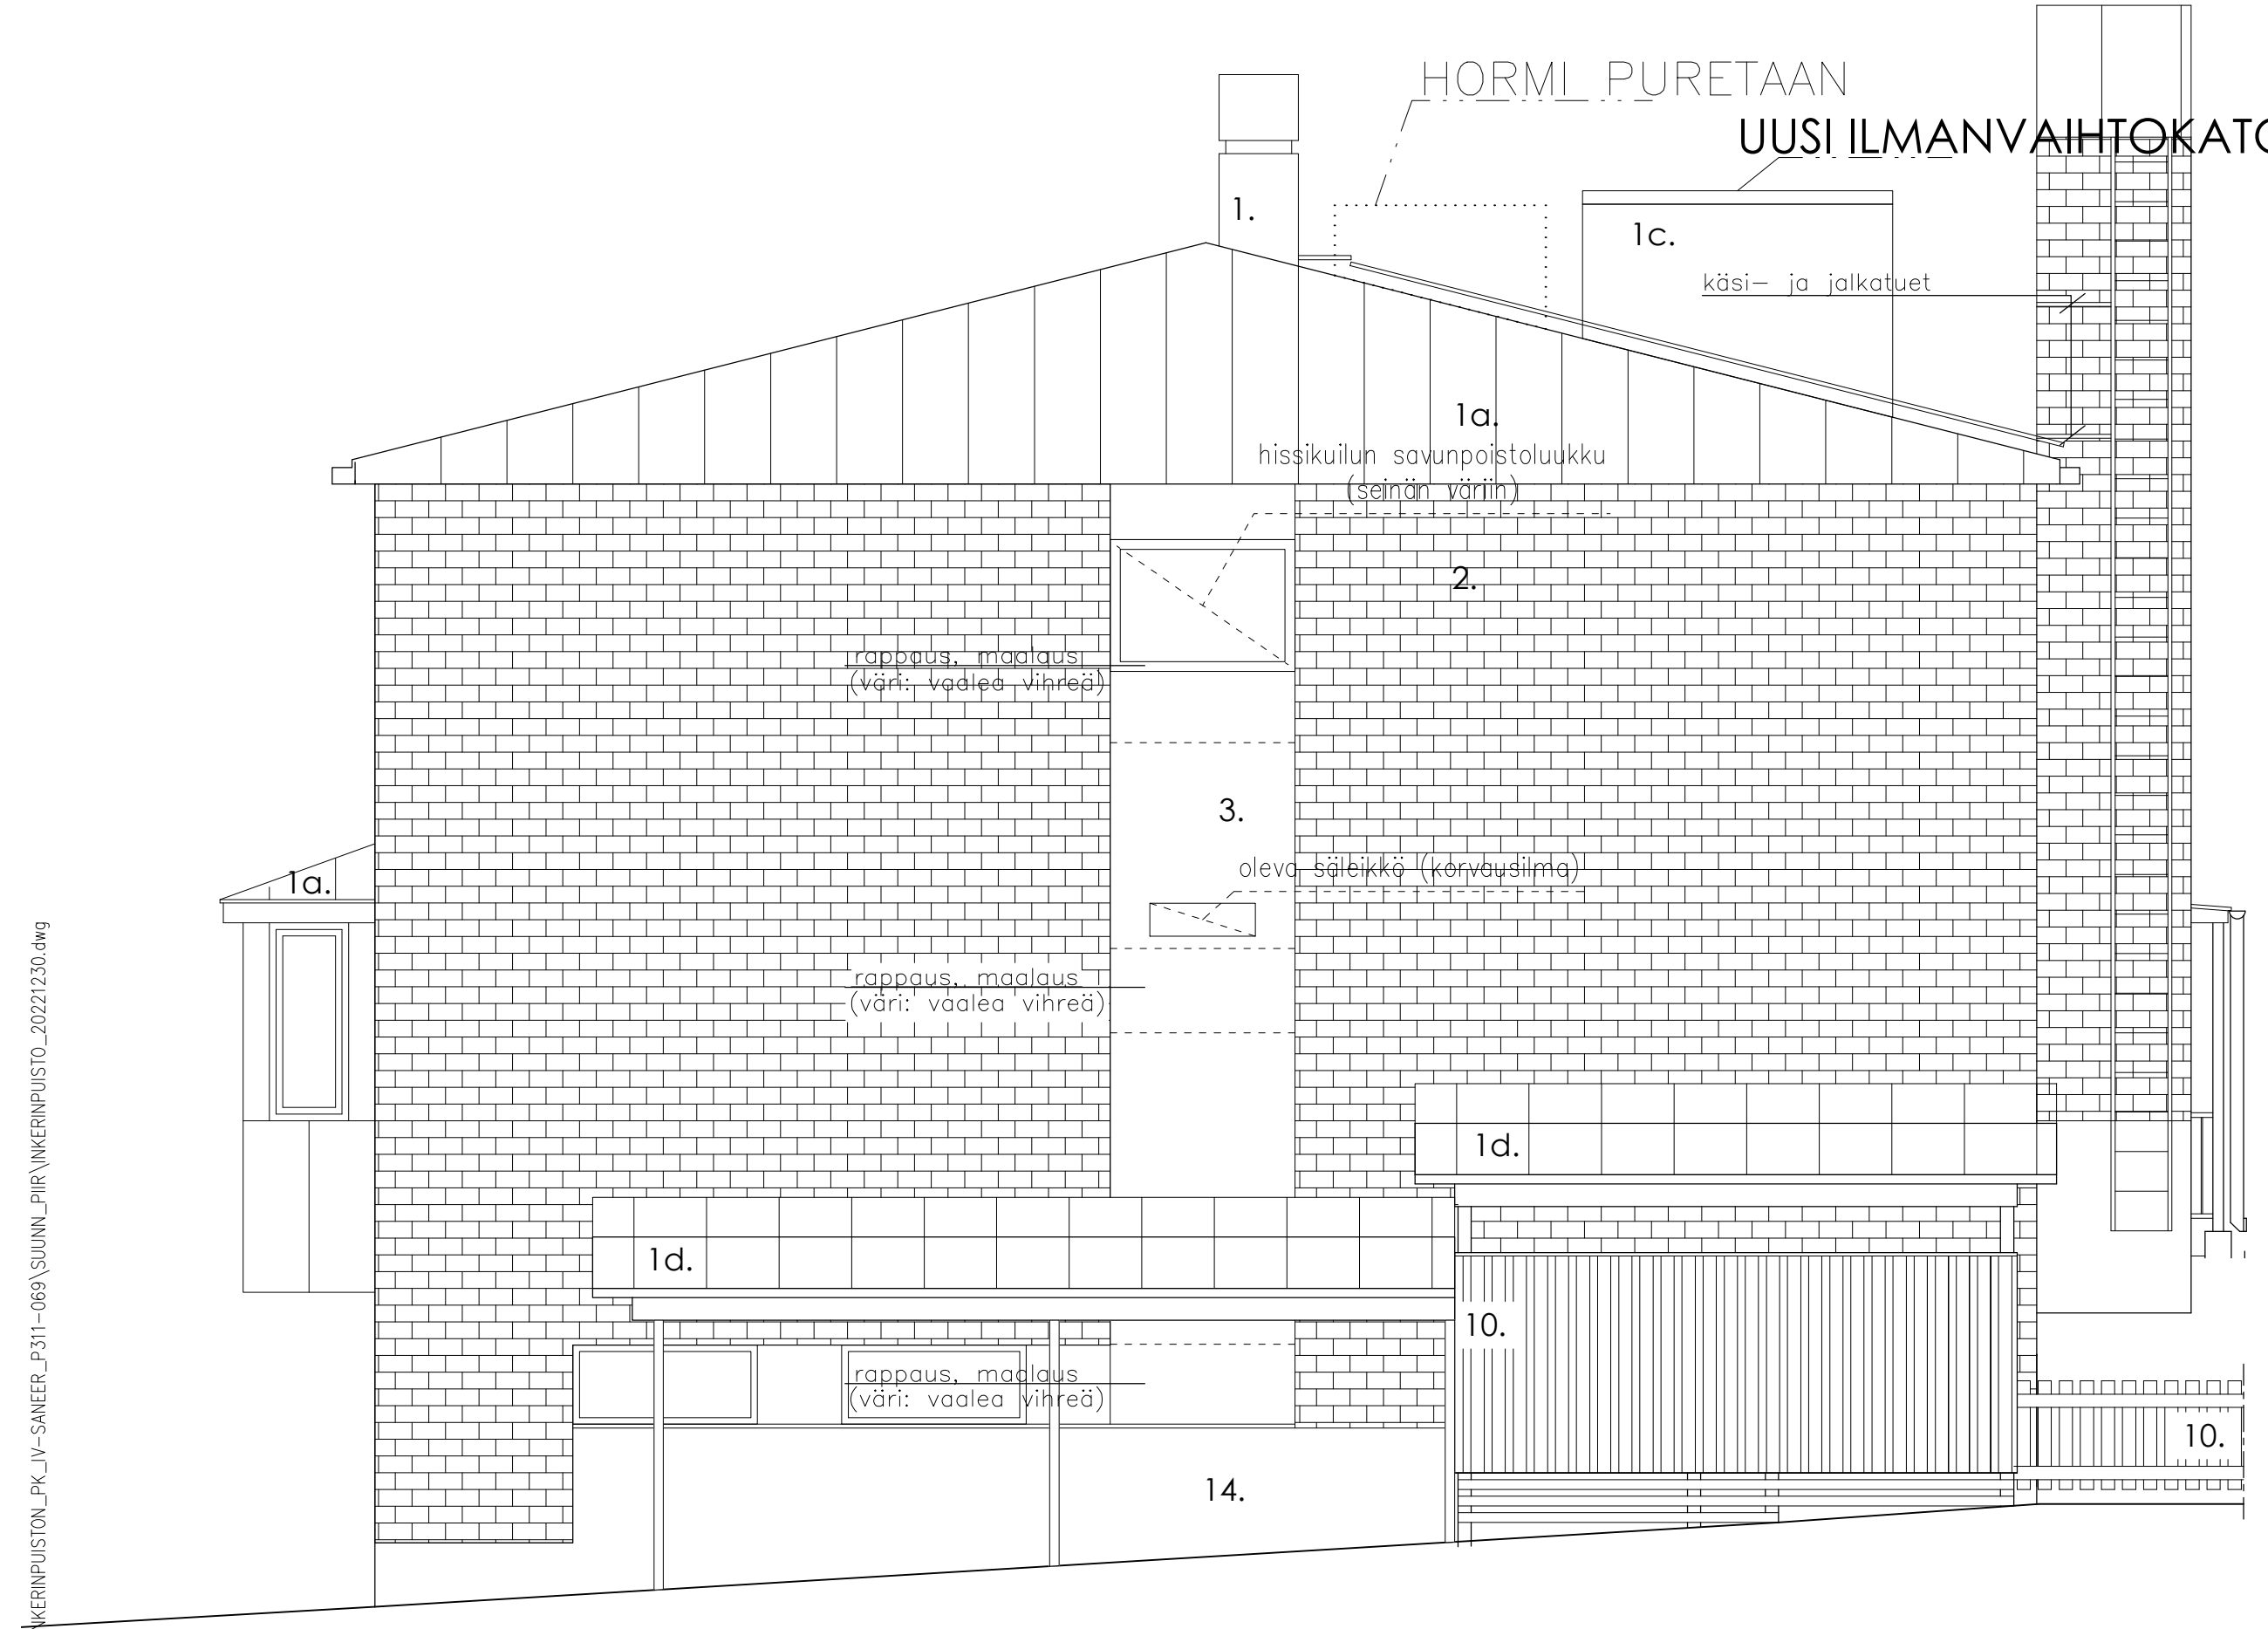 HORMI PURETAAN
UUSI ILMANVAIHTOKATO
1.
1c.
käsi- ja jalkatuet
1a.
hissikuilun savunpoistoluukku
(seinän väriin)
2.
rappaus, maalaus
(väri: vaalea vihreä)
3.
oleva säleikkö (korvausilma)
1a.
rappaus, maalaus
(väri: vaalea vihreä)
1d.
1d.
10.
rappaus, maalaus
(väri: vaalea vihreä)
10.
14.
NKERINPUISTON_PK_IV-SANEER_P311-069\SUUNN_PIIR\INKERINPUISTO_20221230.dwg